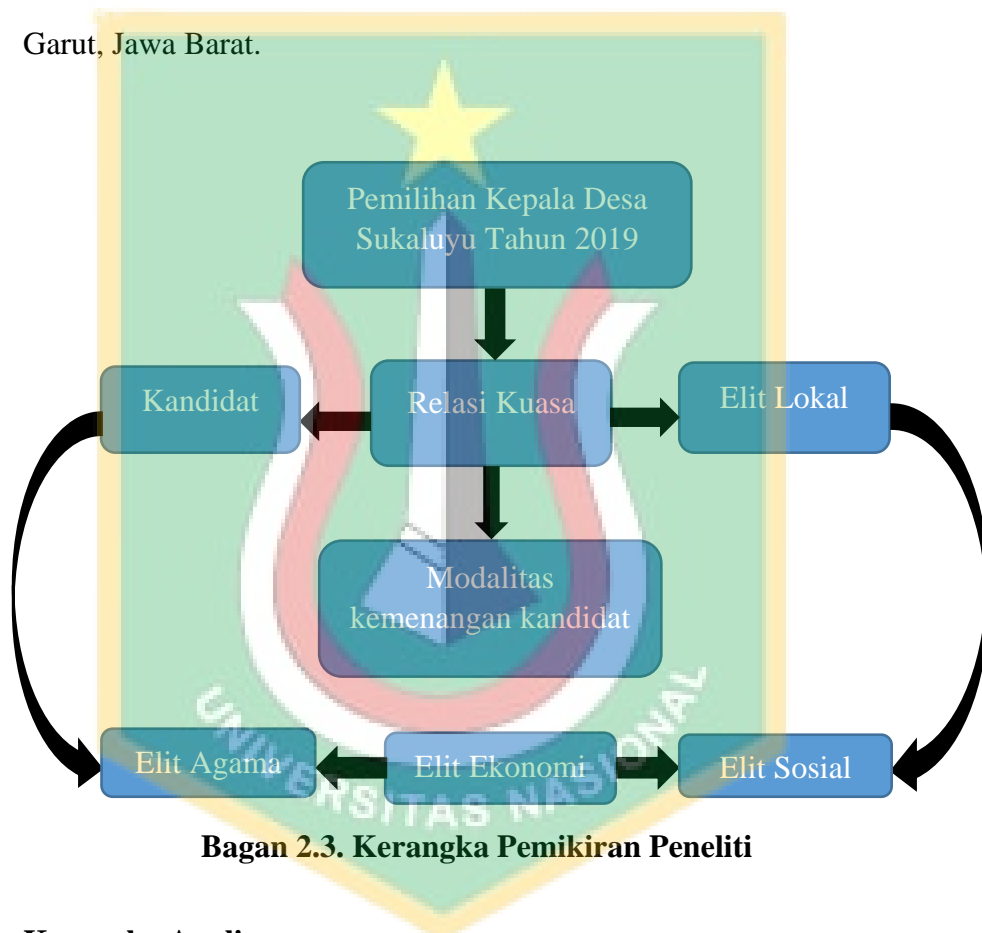 Garut, Jawa Barat.
Pemilihan Kepala Desa
Sukaluyu Tahun 2019
Kandidat
Relasi Kuasa
Elit Lokal
Modalitas
kemenangan kandidat
Elit Agama
Elit Ekonomi
Elit Sosial
UNIVERSITAS NASIONAL
Bagan 2.3. Kerangka Pemikiran Peneliti